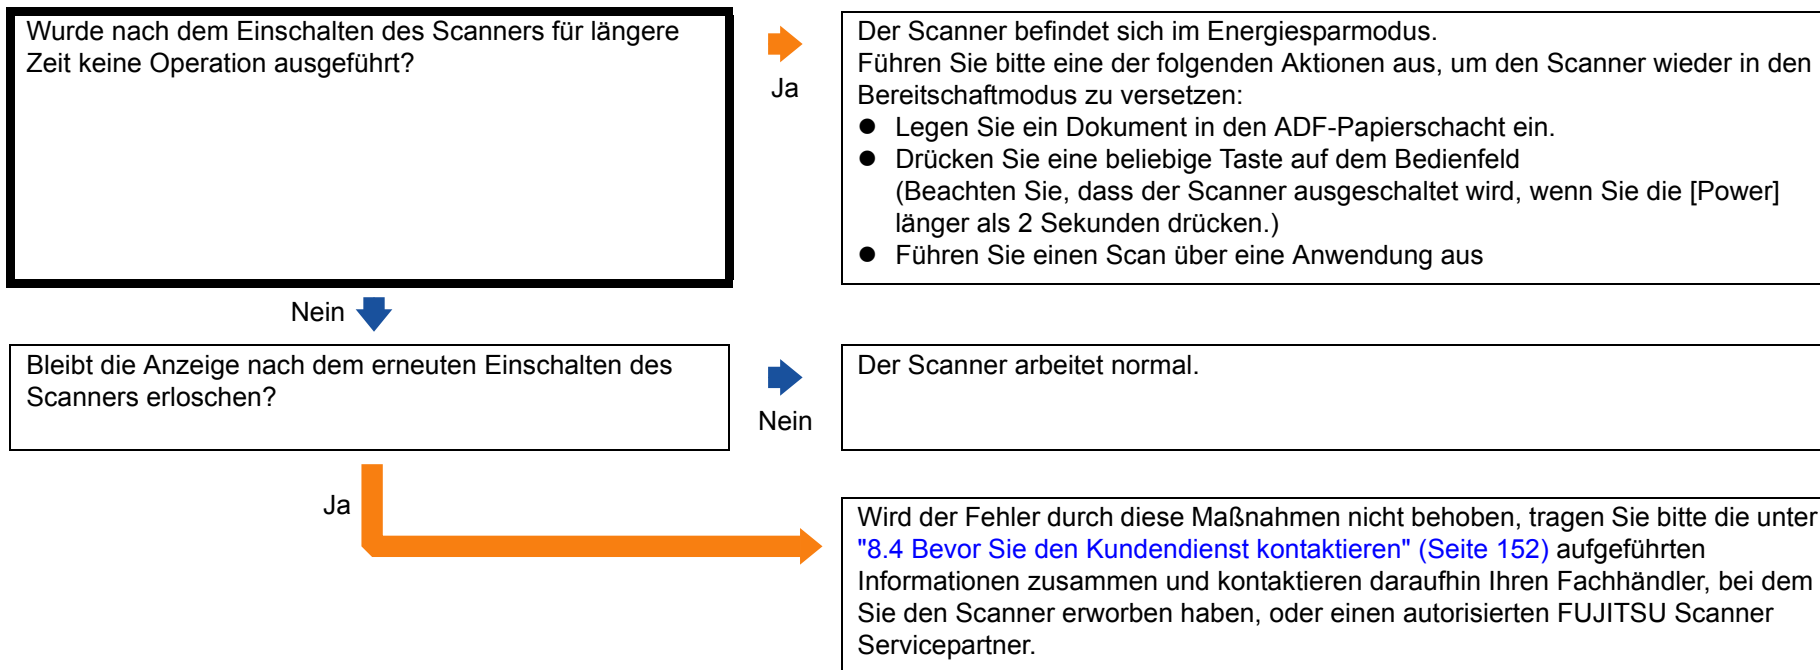 Wurde nach dem Einschalten des Scanners für längere
Zeit keine Operation ausgeführt?
Ja
Der Scanner befindet sich im Energiesparmodus.
Führen Sie bitte eine der folgenden Aktionen aus, um den Scanner wieder in den
Bereitschaftmodus zu versetzen:
● Legen Sie ein Dokument in den ADF-Papierschacht ein.
● Drücken Sie eine beliebige Taste auf dem Bedienfeld
(Beachten Sie, dass der Scanner ausgeschaltet wird, wenn Sie die [Power]
länger als 2 Sekunden drücken.)
● Führen Sie einen Scan über eine Anwendung aus
Nein
Bleibt die Anzeige nach dem erneuten Einschalten des
Scanners erloschen?
Nein
Der Scanner arbeitet normal.
Ja
Wird der Fehler durch diese Maßnahmen nicht behoben, tragen Sie bitte die unter
"8.4 Bevor Sie den Kundendienst kontaktieren" (Seite 152) aufgeführten
Informationen zusammen und kontaktieren daraufhin Ihren Fachhändler, bei dem
Sie den Scanner erworben haben, oder einen autorisierten FUJITSU Scanner
Servicepartner.